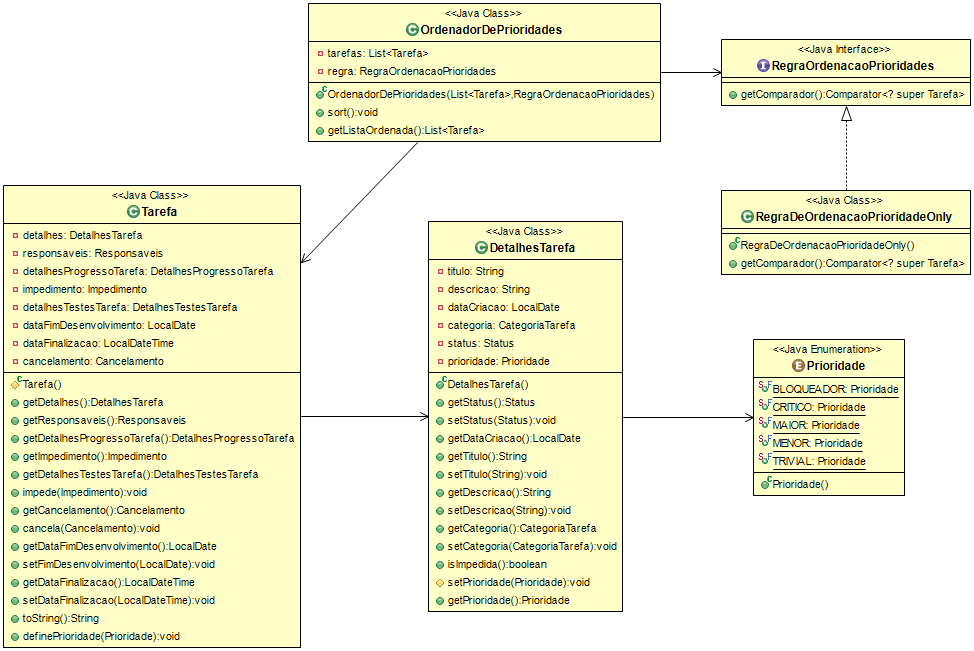 <<Java Class>>
OrdenadorDePrioridades
tarefas: List<Tarefa>
regra: RegraOrdenacaoPrioridades
OrdenadorDePrioridades(List<Tarefa>,RegraOrdenacaoPrioridades)
sort():void
getListaOrdenada():List<Tarefa>
<<Java Interface>>
RegraOrdenacaoPrioridades
getComparador():Comparator<? super Tarefa>
<<Java Class>>
RegraDeOrdenacaoPrioridadeOnly
RegraDeOrdenacaoPrioridadeOnly()
getComparador():Comparator<? super Tarefa>
<<Java Class>>
Tarefa
detalhes: DetalhesTarefa
responsaveis: Responsaveis
detalhesProgressoTarefa: DetalhesProgressoTarefa
impedimento: Impedimento
detalhesTestesTarefa: DetalhesTestesTarefa
dataFimDesenvolvimento: LocalDate
dataFinalizacao: LocalDateTime
cancelamento: Cancelamento
Tarefa()
getDetalhes():DetalhesTarefa
getResponsaveis():Responsaveis
getDetalhesProgressoTarefa():DetalhesProgressoTarefa
getImpedimento():Impedimento
getDetalhesTestesTarefa():DetalhesTestesTarefa
impede(Impedimento):void
getCancelamento():Cancelamento
cancela(Cancelamento):void
getDataFimDesenvolvimento():LocalDate
setFimDesenvolvimento(LocalDate):void
getDataFinalizacao():LocalDateTime
setDataFinalizacao(LocalDateTime):void
toString():String
definePrioridade(Prioridade):void
<<Java Class>>
DetalhesTarefa
titulo: String
descricao: String
dataCriacao: LocalDate
categoria: CategoriaTarefa
status: Status
prioridade: Prioridade
DetalhesTarefa()
getStatus():Status
setStatus(Status):void
getDataCriacao():LocalDate
getTitulo():String
setTitulo(String):void
getDescricao():String
setDescricao(String):void
getCategoria():CategoriaTarefa
setCategoria(CategoriaTarefa):void
isImpedida():boolean
setPrioridade(Prioridade):void
getPrioridade():Prioridade
<<Java Enumeration>>
Prioridade
BLOQUEADOR: Prioridade
CRITICO: Prioridade
MAIOR: Prioridade
MENOR: Prioridade
TRIVIAL: Prioridade
Prioridade()